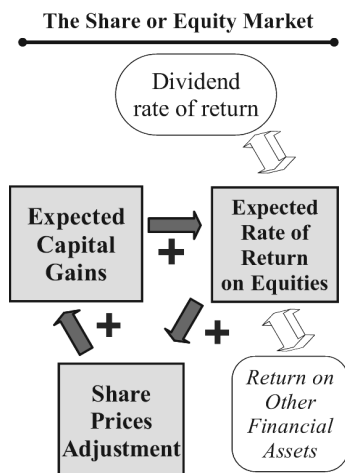 The Share or Equity Market
Dividend
rate of return
Expected
Capital
Gains
+
Expected
Rate of
Return
on Equities
+
+
Share
Prices
Adjustment
Return on
Other
Financial
Assets